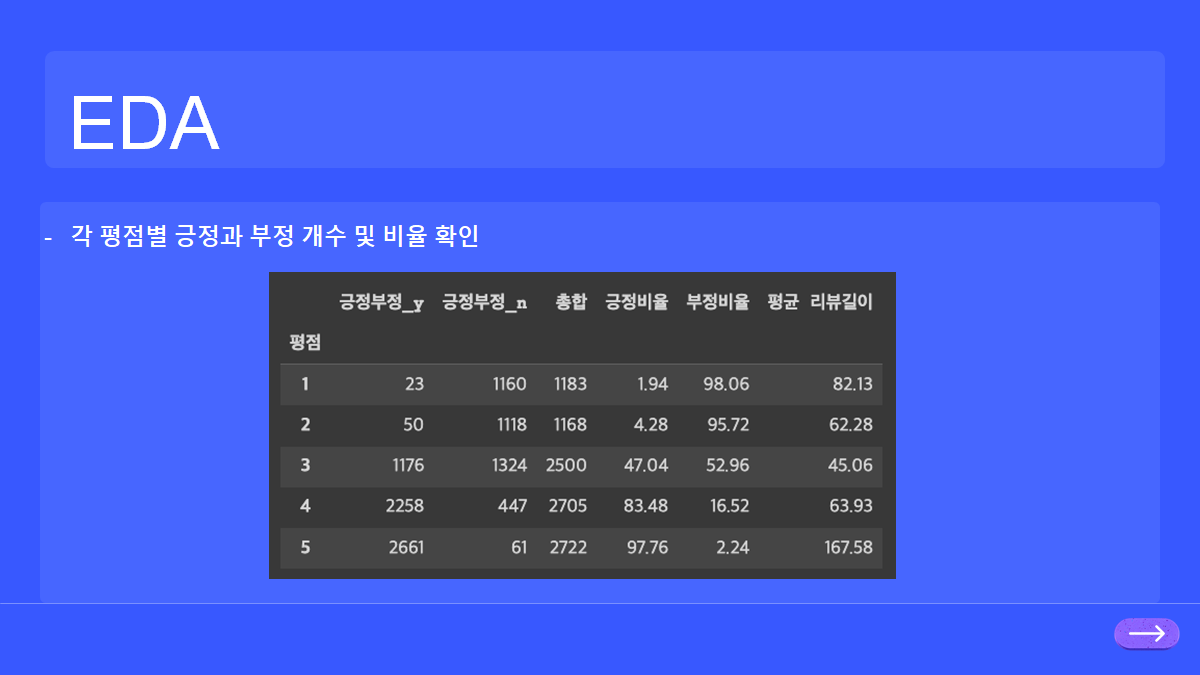 EDA
- 각 평점별 긍정과 부정 개수 및 비율 확인
긍정부정_y 긍정부정_n 총합 긍정비율 부정비율 평균 리뷰길이
평점
1 23 1160 1183 1.94 98.06 82.13
2 50 1118 1168 4.28 95.72 62.28
3 1176 1324 2500 47.04 52.96 45.06
4 2258 447 2705 83.48 16.52 63.93
5 2661 61 2722 97.76 2.24 167.58